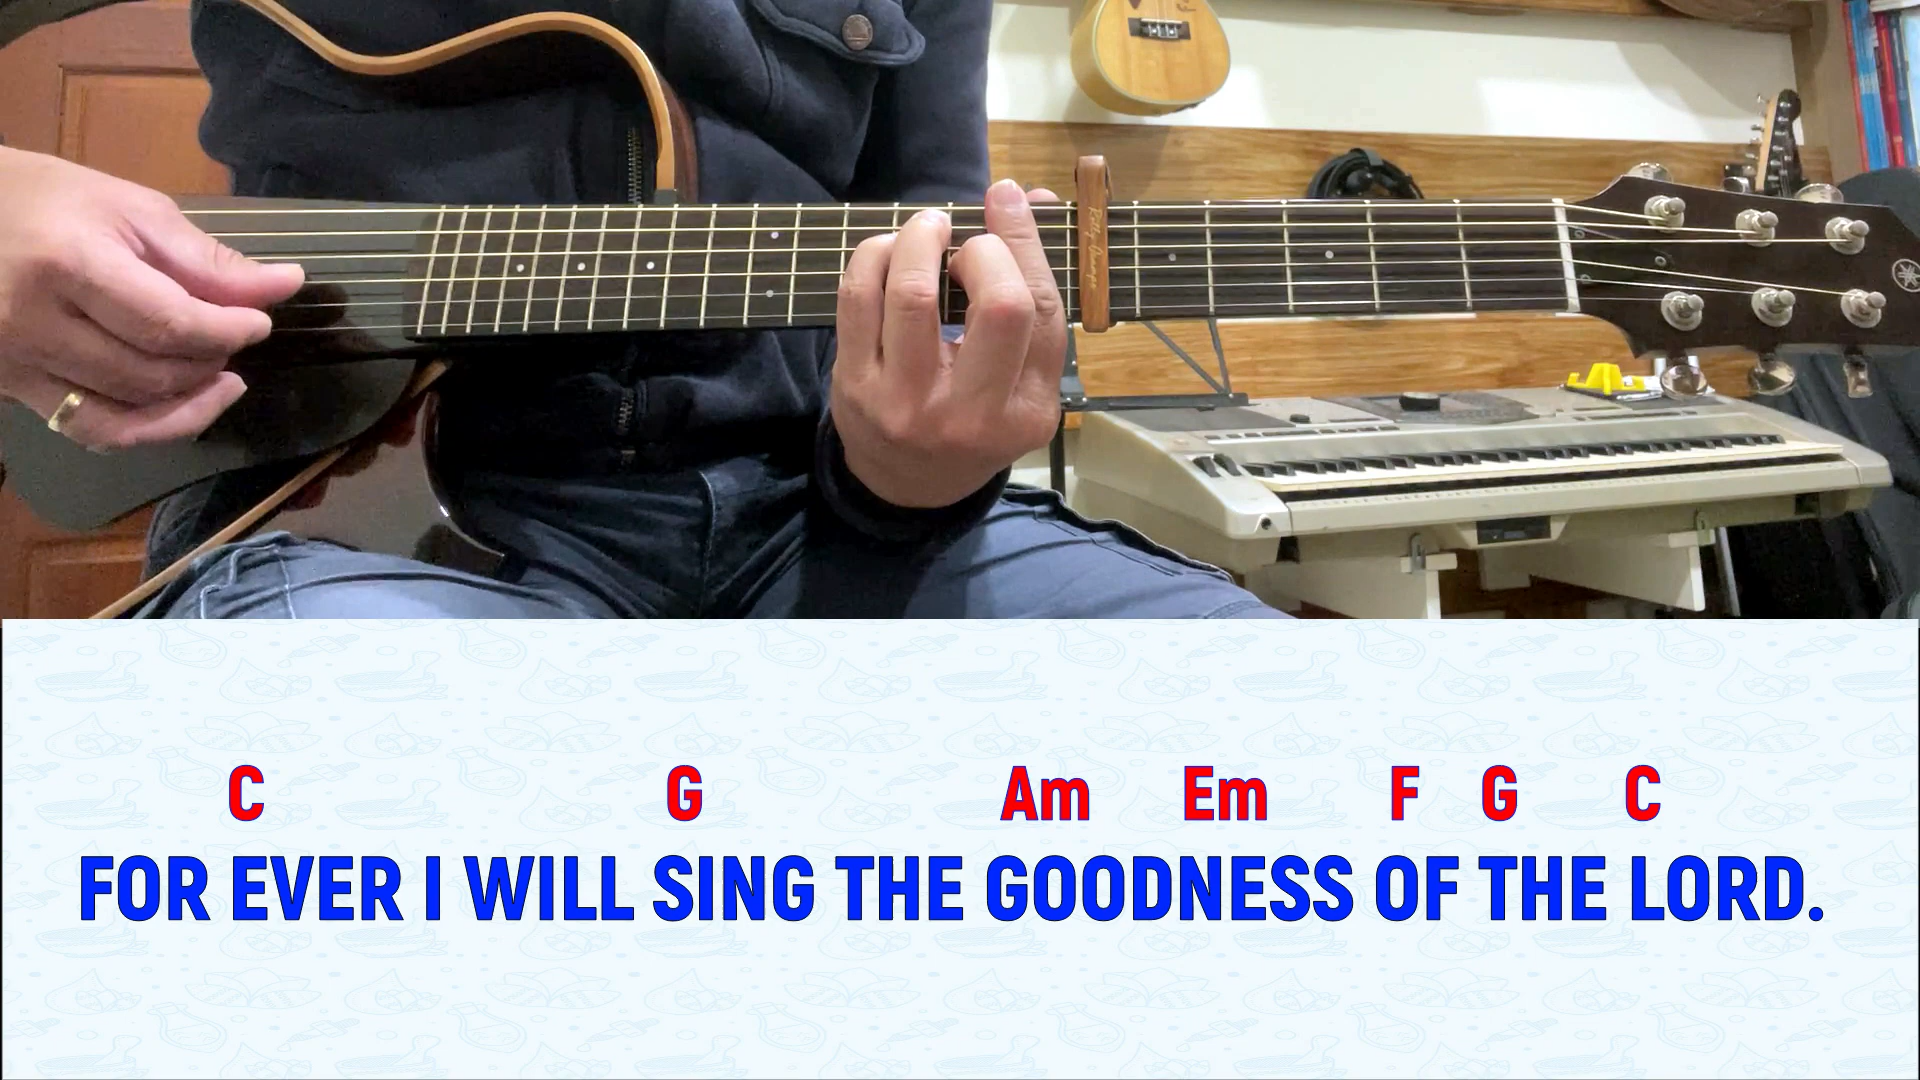 C G Am Em F G C
FOR EVER I WILL SING THE GOODNESS OF THE LORD.